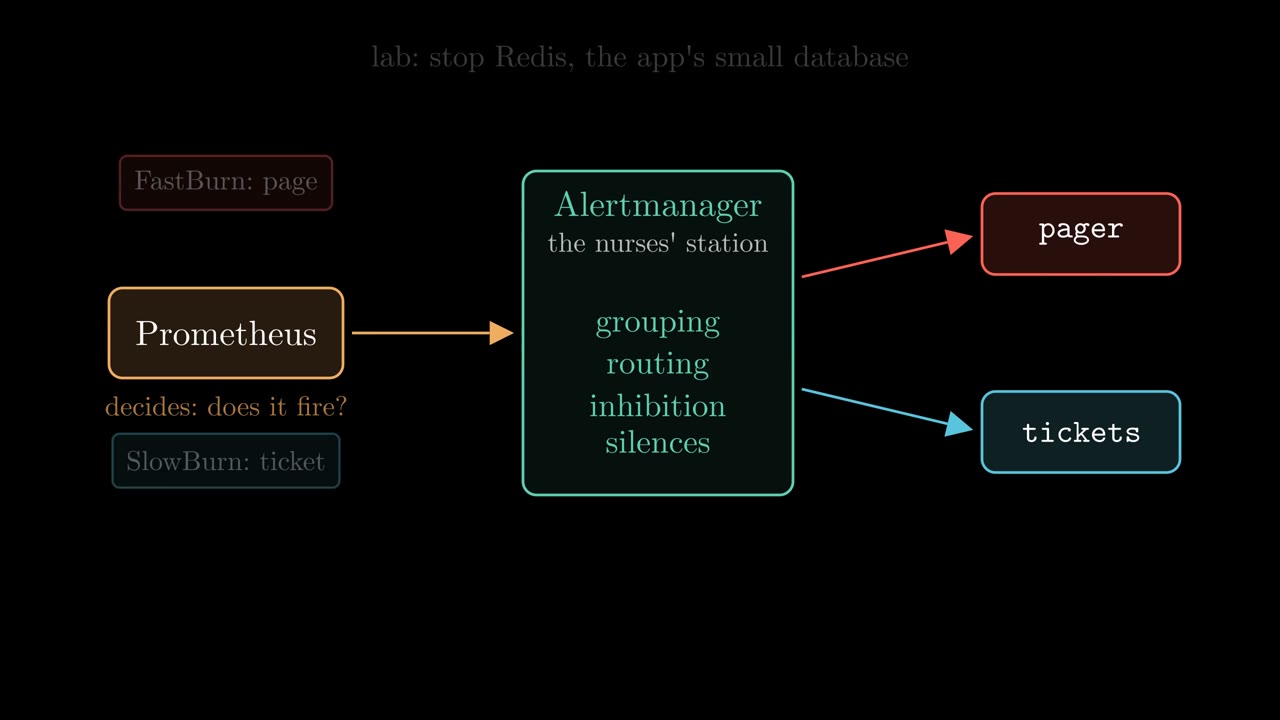 lab: stop Redis, the app's small database
FastBurn: page
Prometheus
decides: does it fire?
SlowBurn: ticket
Alertmanager
the nurses' station
grouping
routing
inhibition
silences
pager
tickets